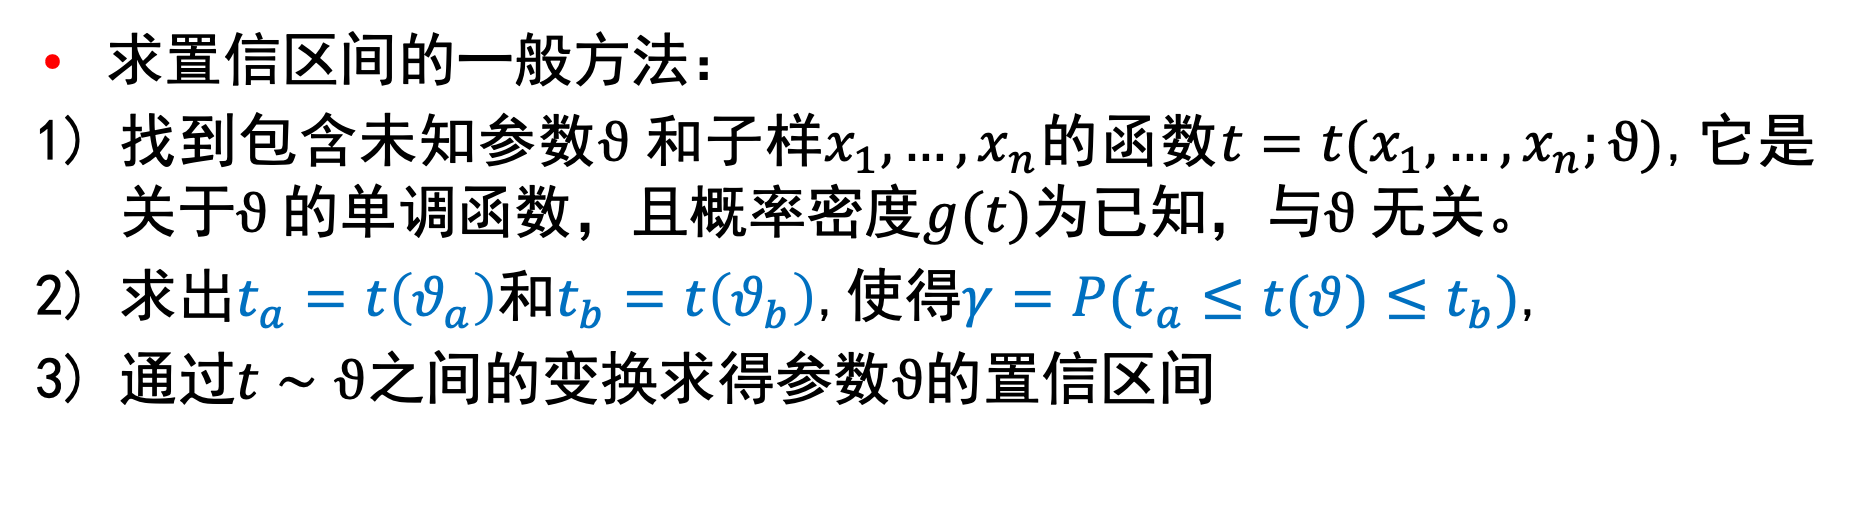 • 求置信区间的一般方法：
1) 找到包含未知参数ϑ 和子样x₁, … , xₙ的函数t = t(x₁, … , xₙ; ϑ), 它是
关于ϑ 的单调函数，且概率密度g(t)为已知，与ϑ 无关。
2) 求出tₐ = t(ϑₐ)和t_b = t(ϑ_b), 使得γ = P(tₐ ≤ t(ϑ) ≤ t_b),
3) 通过t ~ ϑ之间的变换求得参数ϑ的置信区间